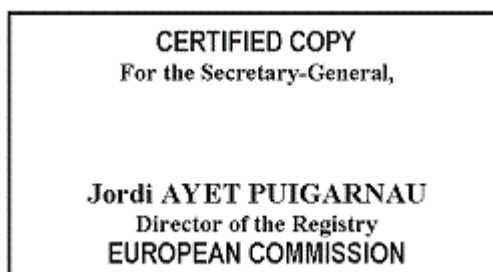 CERTIFIED COPY
For the Secretary-General,
Jordi AYET PUIGARNAU
Director of the Registry
EUROPEAN COMMISSION